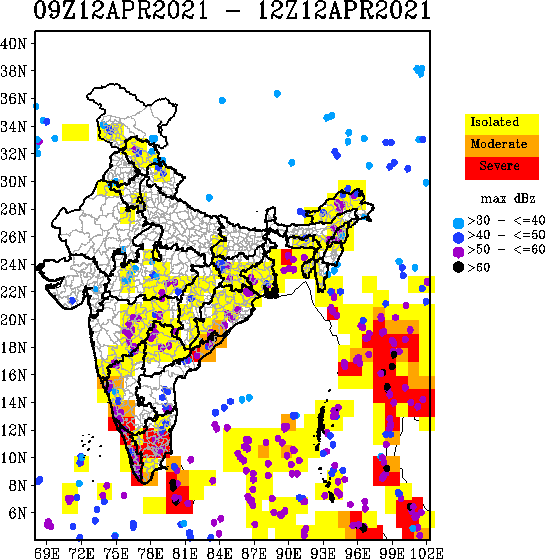 09Z12APR2021 - 12Z12APR2021
40N
38N
36N
34N
32N
30N
28N
26N
24N
22N
20N
18N
16N
14N
12N
10N
8N
6N
69E 72E 75E 78E 81E 84E 87E 90E 93E 96E 99E 102E
Isolated
Moderate
Severe
max dBz
>30 - <=40
>40 - <=50
>50 - <=60
>60